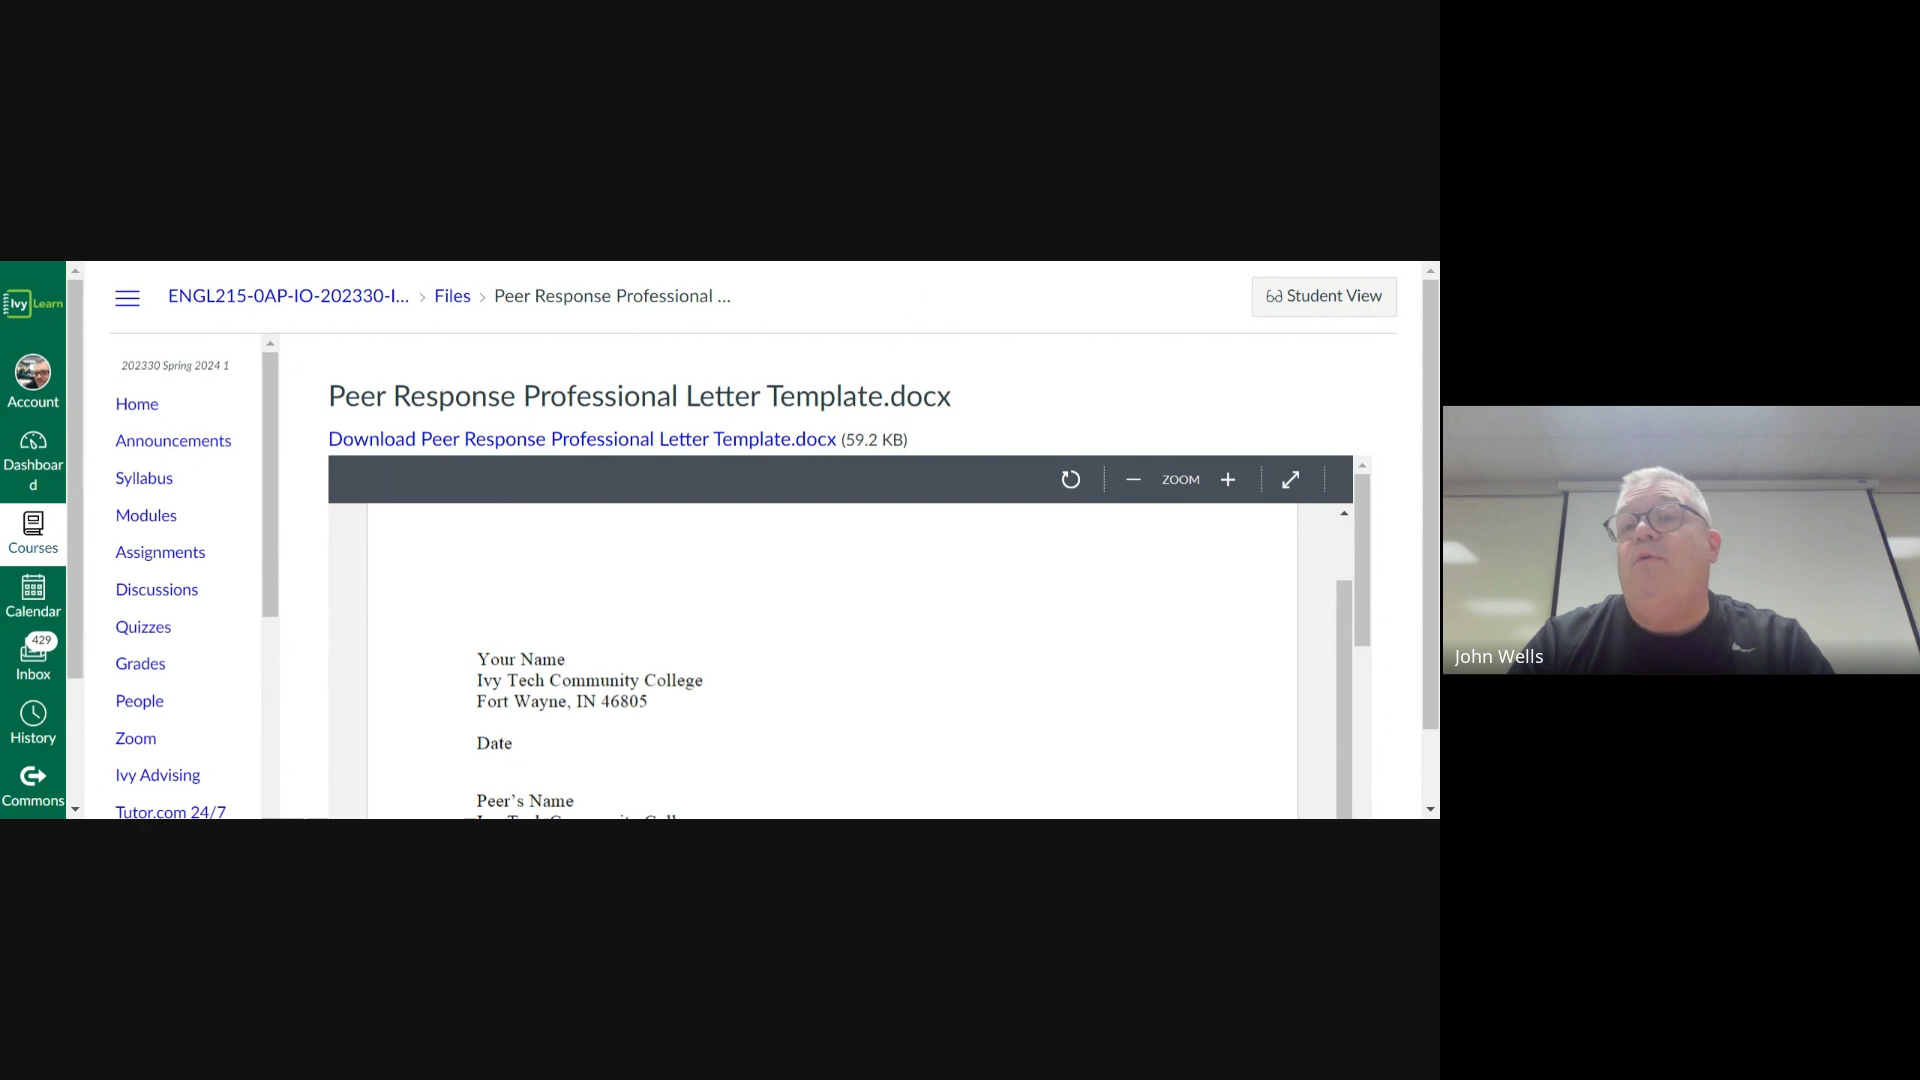 Ivy Learn
Account
Dashboar
d
Courses
Calendar
429
Inbox
History
Commons
ENGL215-0AP-IO-202330-I... > Files > Peer Response Professional ...
Student View
202330 Spring 2024 1
Home
Announcements
Syllabus
Modules
Assignments
Discussions
Quizzes
Grades
People
Zoom
Ivy Advising
Tutor.com 24/7
Peer Response Professional Letter Template.docx
Download Peer Response Professional Letter Template.docx (59.2 KB)
ZOOM
Your Name
Ivy Tech Community College
Fort Wayne, IN 46805
Date
Peer's Name
John Wells